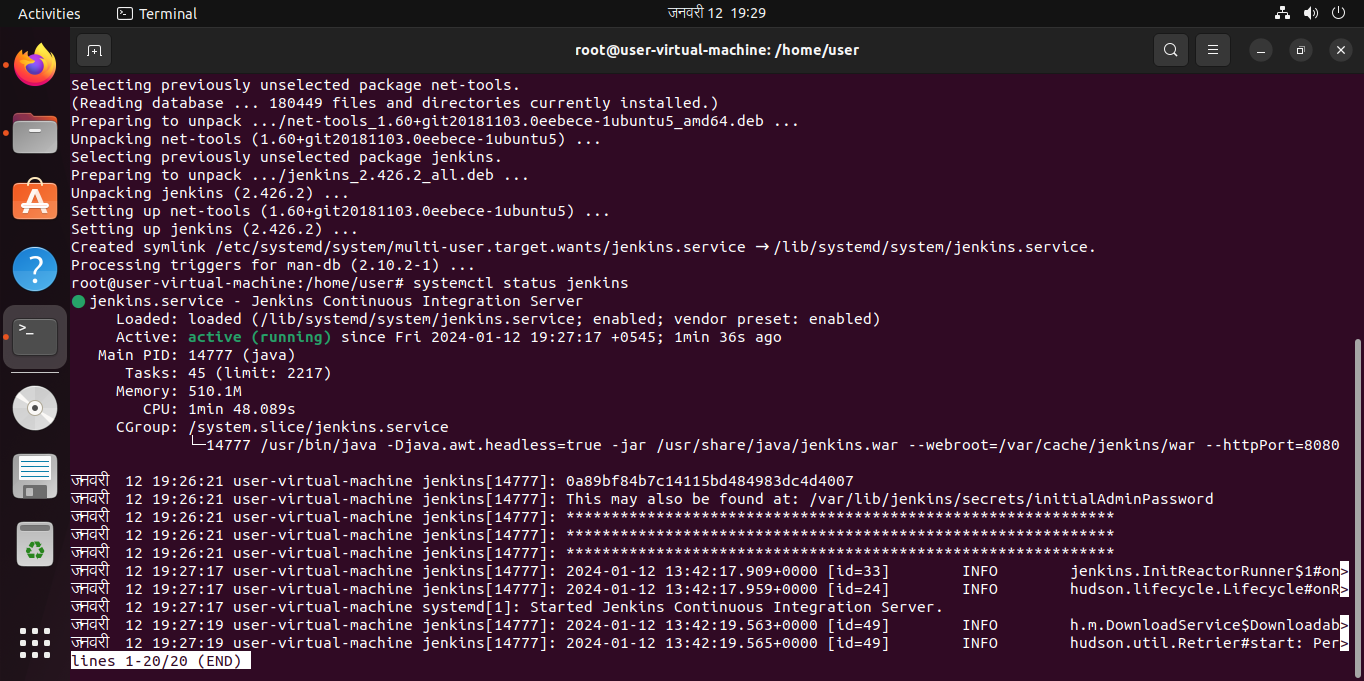 Activities Terminal जनवरी 12 19:29
root@user-virtual-machine: /home/user
Selecting previously unselected package net-tools.
(Reading database ... 180449 files and directories currently installed.)
Preparing to unpack .../net-tools_1.60+git20181103.0eebece-1ubuntu5_amd64.deb ...
Unpacking net-tools (1.60+git20181103.0eebece-1ubuntu5) ...
Selecting previously unselected package jenkins.
Preparing to unpack .../jenkins_2.426.2_all.deb ...
Unpacking jenkins (2.426.2) ...
Setting up net-tools (1.60+git20181103.0eebece-1ubuntu5) ...
Setting up jenkins (2.426.2) ...
Created symlink /etc/systemd/system/multi-user.target.wants/jenkins.service → /lib/systemd/system/jenkins.service.
Processing triggers for man-db (2.10.2-1) ...
root@user-virtual-machine:/home/user# systemctl status jenkins
● jenkins.service - Jenkins Continuous Integration Server
Loaded: loaded (/lib/systemd/system/jenkins.service; enabled; vendor preset: enabled)
Active: active (running) since Fri 2024-01-12 19:27:17 +0545; 1min 36s ago
Main PID: 14777 (java)
Tasks: 45 (limit: 2217)
Memory: 510.1M
CPU: 1min 48.089s
CGroup: /system.slice/jenkins.service
└─14777 /usr/bin/java -Djava.awt.headless=true -jar /usr/share/java/jenkins.war --webroot=/var/cache/jenkins/war --httpPort=8080
जनवरी 12 19:26:21 user-virtual-machine jenkins[14777]: 0a89bf84b7c14115bd484983dc4d4007
जनवरी 12 19:26:21 user-virtual-machine jenkins[14777]: This may also be found at: /var/lib/jenkins/secrets/initialAdminPassword
जनवरी 12 19:26:21 user-virtual-machine jenkins[14777]: *************************************************************
जनवरी 12 19:26:21 user-virtual-machine jenkins[14777]: *************************************************************
जनवरी 12 19:26:21 user-virtual-machine jenkins[14777]: *************************************************************
जनवरी 12 19:27:17 user-virtual-machine jenkins[14777]: 2024-01-12 13:42:17.909+0000 [id=33] INFO jenkins.InitReactorRunner$1#on>
जनवरी 12 19:27:17 user-virtual-machine jenkins[14777]: 2024-01-12 13:42:17.959+0000 [id=24] INFO hudson.lifecycle.Lifecycle#onR>
जनवरी 12 19:27:17 user-virtual-machine systemd[1]: Started Jenkins Continuous Integration Server.
जनवरी 12 19:27:19 user-virtual-machine jenkins[14777]: 2024-01-12 13:42:19.563+0000 [id=49] INFO h.m.DownloadService$Downloadab>
जनवरी 12 19:27:19 user-virtual-machine jenkins[14777]: 2024-01-12 13:42:19.565+0000 [id=49] INFO hudson.util.Retrier#start: Per>
lines 1-20/20 (END)